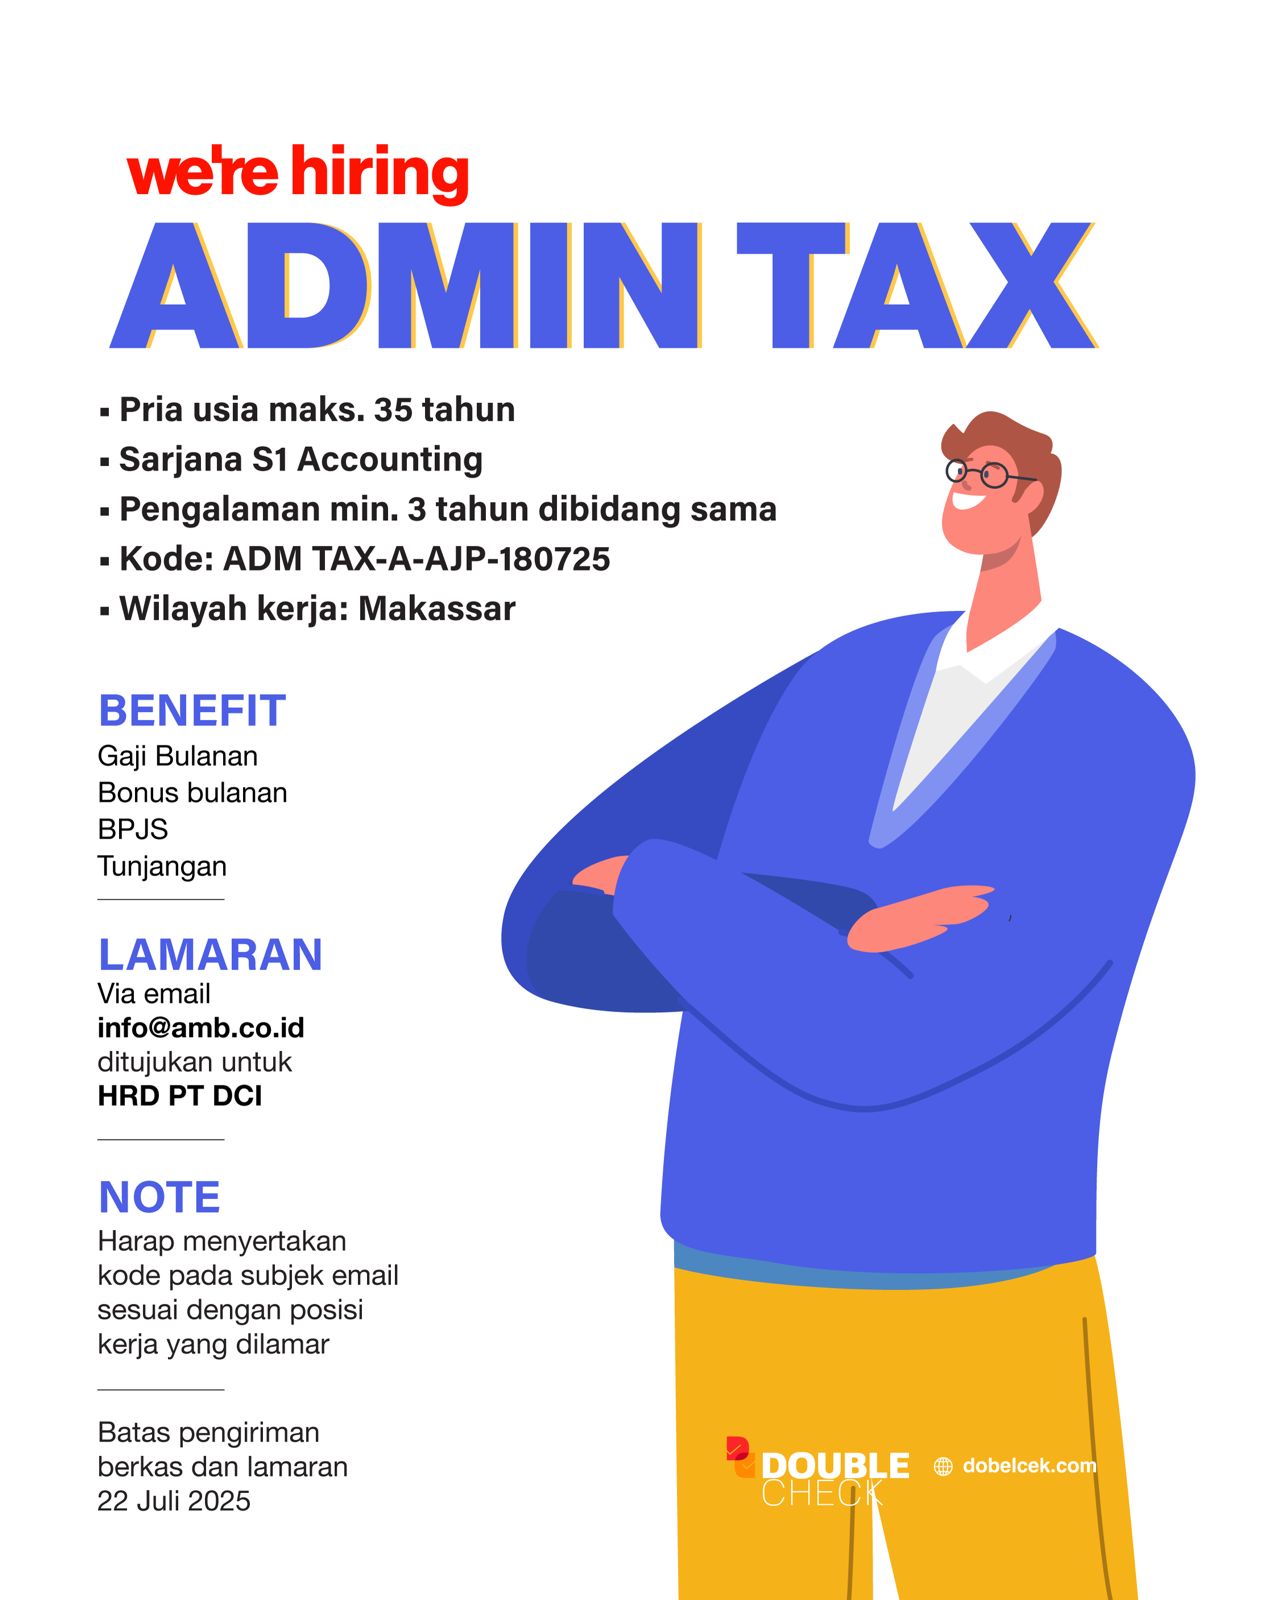 we're hiring
ADMIN TAX
▪ Pria usia maks. 35 tahun
▪ Sarjana S1 Accounting
▪ Pengalaman min. 3 tahun dibidang sama
▪ Kode: ADM TAX-A-AJP-180725
▪ Wilayah kerja: Makassar
BENEFIT
Gaji Bulanan
Bonus bulanan
BPJS
Tunjangan
LAMARAN
Via email
info@amb.co.id
ditujukan untuk
HRD PT DCI
NOTE
Harap menyertakan
kode pada subjek email
sesuai dengan posisi
kerja yang dilamar
Batas pengiriman
berkas dan lamaran
22 Juli 2025
DOUBLE
CHECK
dobelcek.com